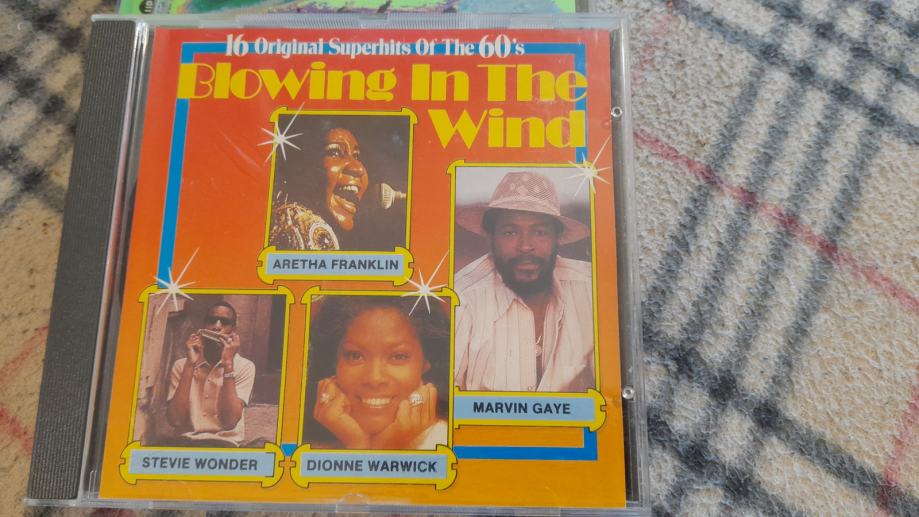 16 Original Superhits Of The 60's
Blowing In The
Wind
ARETHA FRANKLIN
MARVIN GAYE
STEVIE WONDER
DIONNE WARWICK